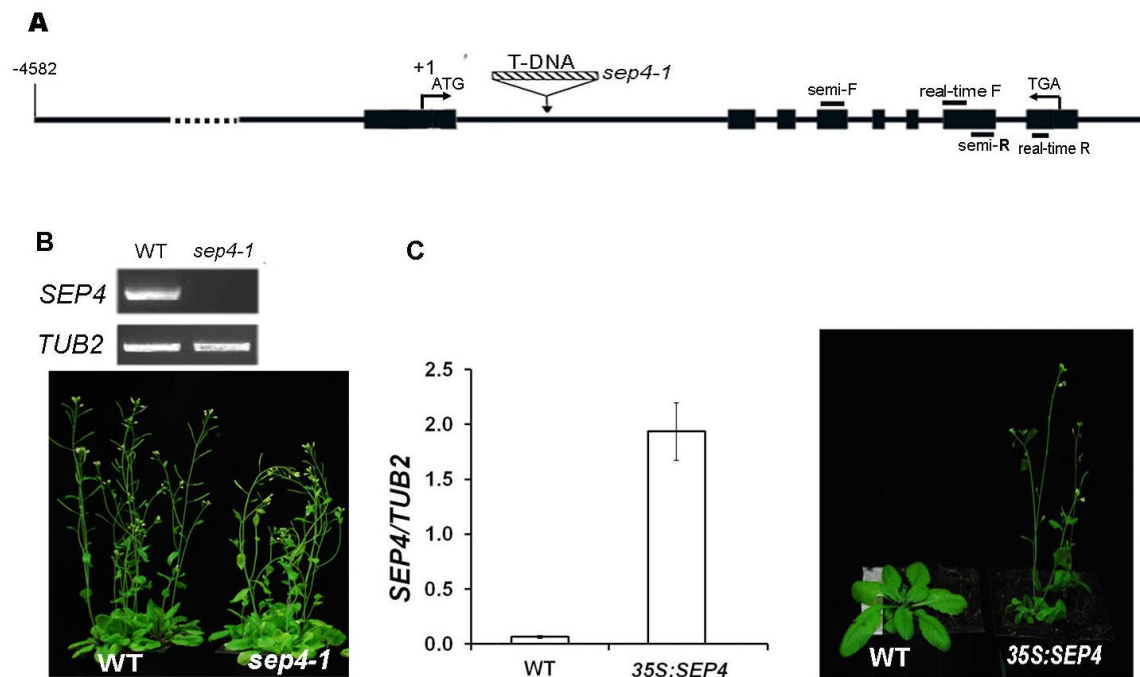 A
-4582
+1
ATG
T-DNA
sep4-1
semi-F
real-time F
TGA
semi-R
real-time R
B
WT sep4-1
SEP4
TUB2
WT
sep4-1
C
SEP4/TUB2
2.5
2.0
1.5
1.0
0.5
0.0
WT
35S:SEP4
WT
35S:SEP4